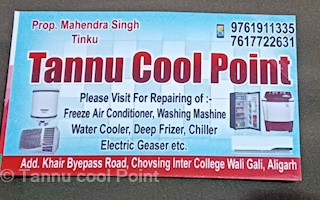 Prop. Mahendra Singh
Tinku
9761911335
7617722631
Tannu Cool Point
Please Visit For Repairing of :-
Freeze Air Conditioner, Washing Mashine
Water Cooler, Deep Frizer, Chiller
Electric Geaser etc.
Add. Khair Byepass Road, Chovsing Inter College Wali Gali, Aligarh
© Tannu cool Point